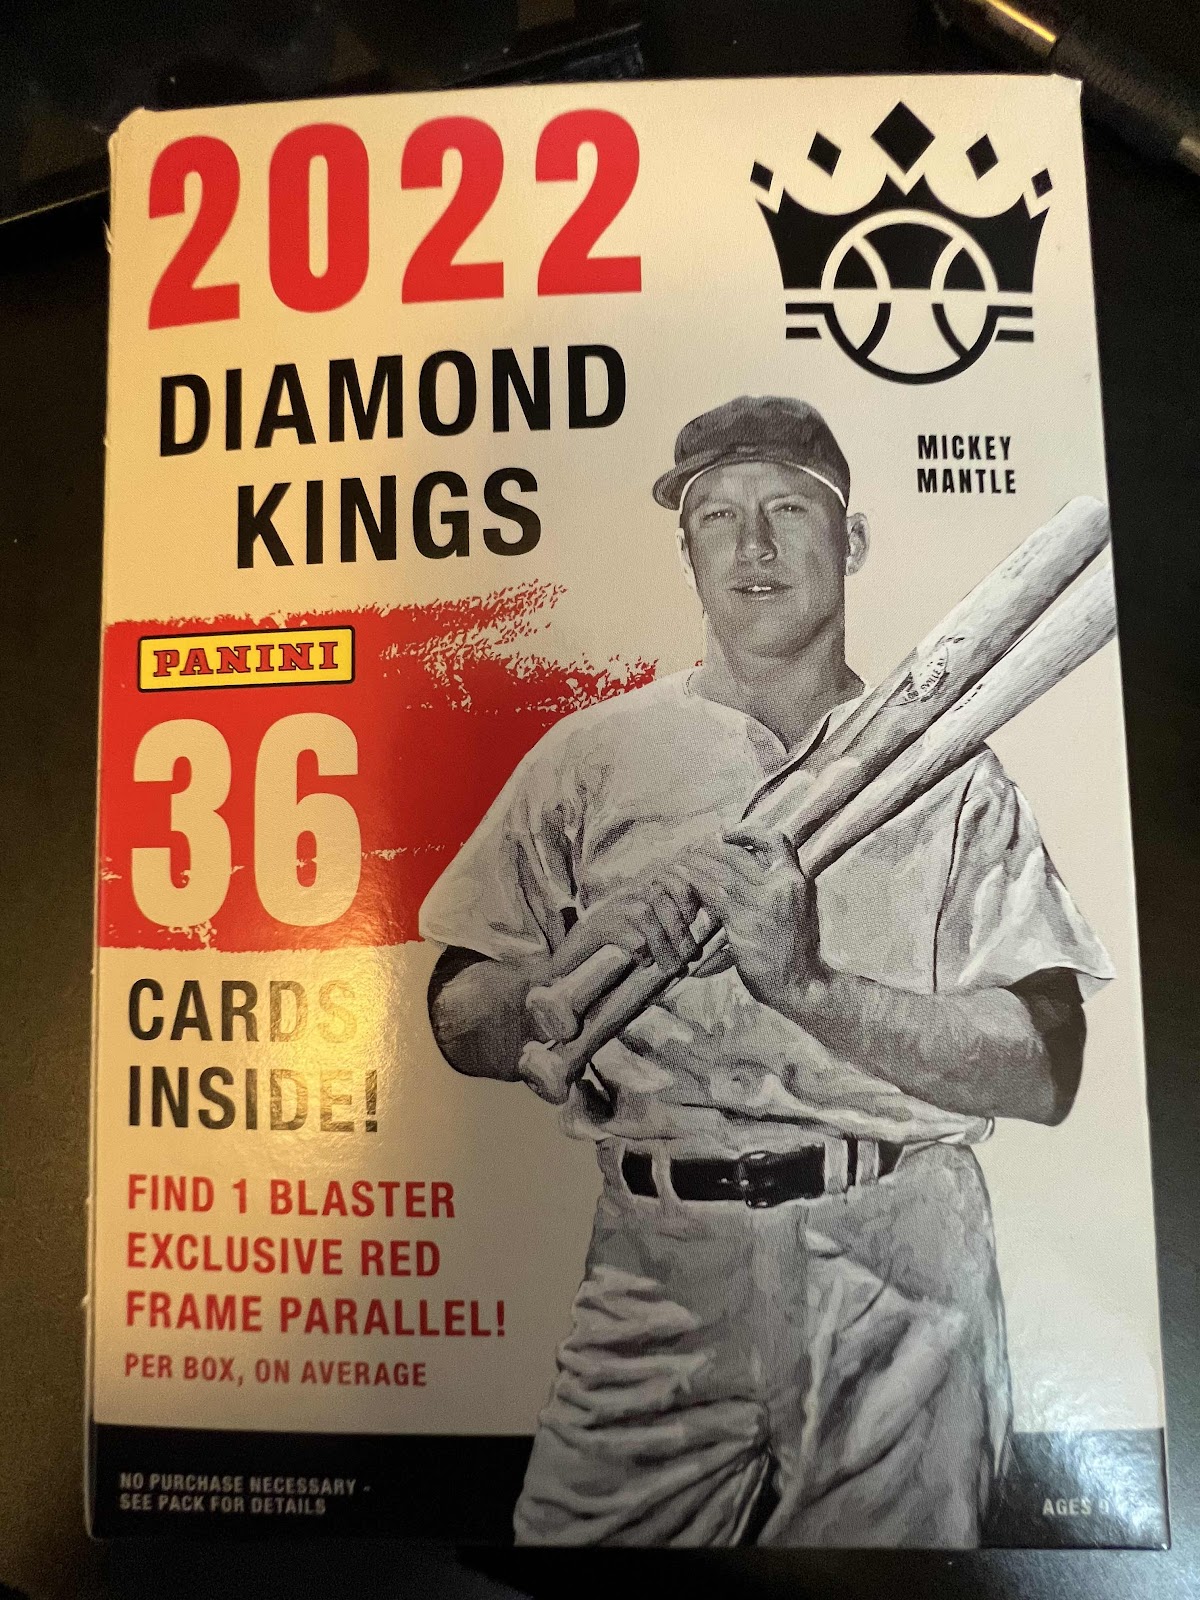 2022
DIAMOND
KINGS
MICKEY
MANTLE
PANINI
36
CARDS
INSIDE!
FIND 1 BLASTER
EXCLUSIVE RED
FRAME PARALLEL!
PER BOX, ON AVERAGE
NO PURCHASE NECESSARY -
SEE PACK FOR DETAILS
AGES